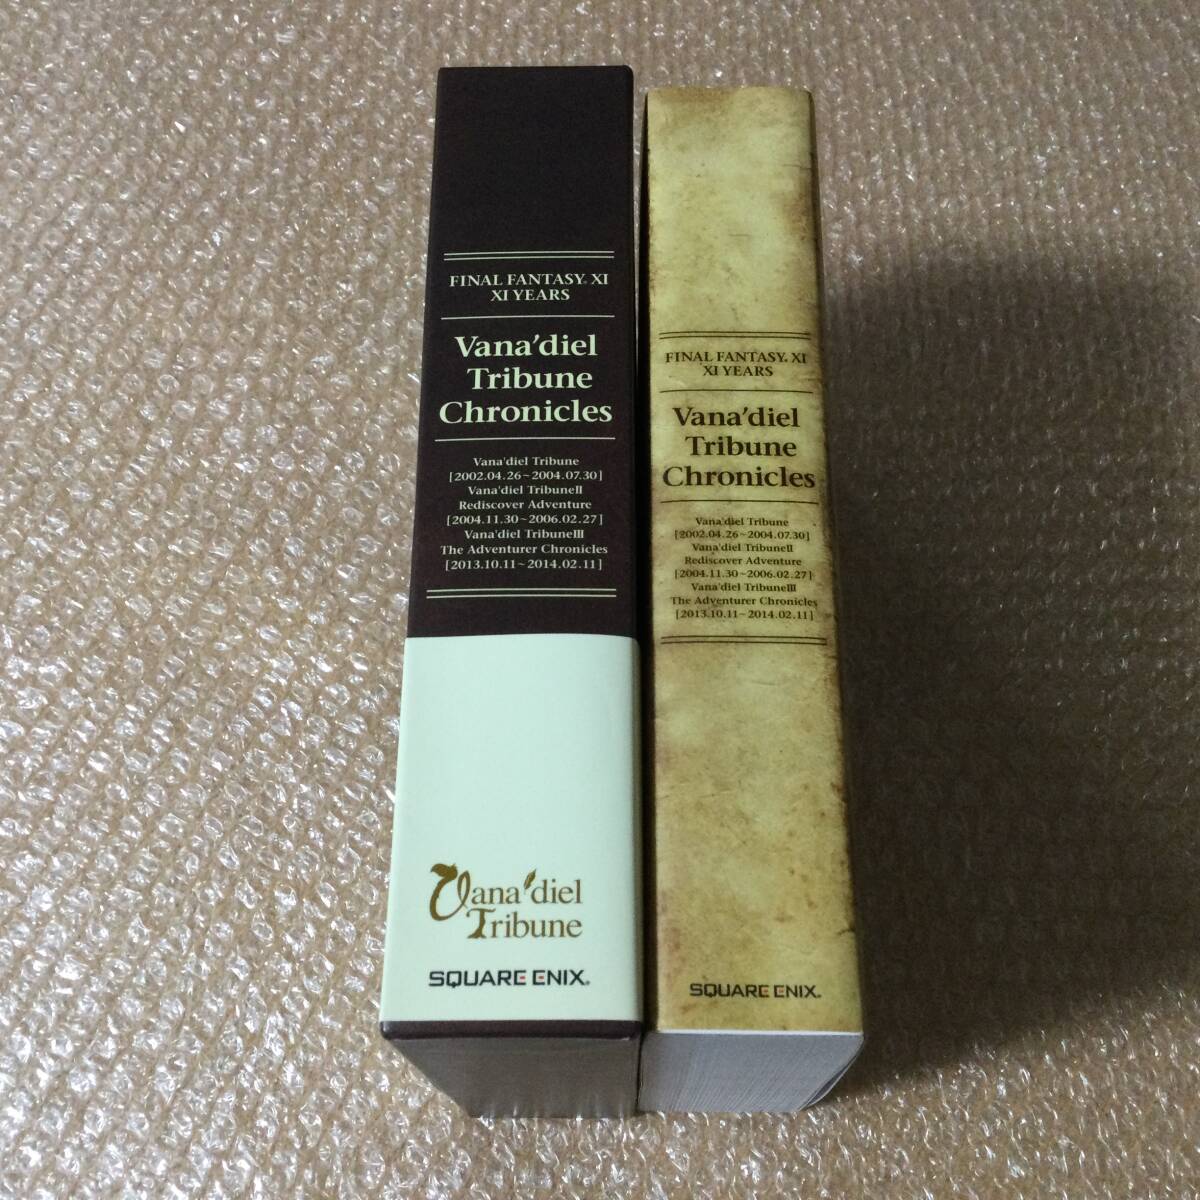 FINAL FANTASY® XI
XI YEARS
Vana'diel
Tribune
Chronicles
Vana'diel Tribune
[2002.04.26~2004.07.30]
Vana'diel TribuneⅡ
Rediscover Adventure
[2004.11.30~2006.02.27]
Vana'diel TribuneⅢ
The Adventurer Chronicles
[2013.10.11~2014.02.11]
Vana'diel
Tribune
SQUARE ENIX®
FINAL FANTASY® XI
XI YEARS
Vana'diel
Tribune
Chronicles
Vana'diel Tribune
[2002.04.26~2004.07.30]
Vana'diel TribuneⅡ
Rediscover Adventure
[2004.11.30~2006.02.27]
Vana'diel TribuneⅢ
The Adventurer Chronicles
[2013.10.11~2014.02.11]
SQUARE ENIX®